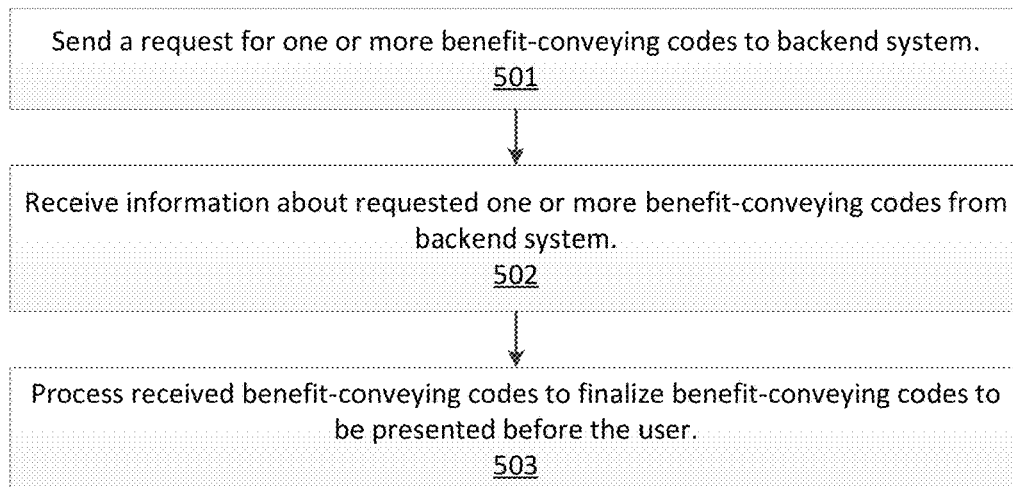 Send a request for one or more benefit-conveying codes to backend system.
501
Receive information about requested one or more benefit-conveying codes from
backend system.
502
Process received benefit-conveying codes to finalize benefit-conveying codes to
be presented before the user.
503